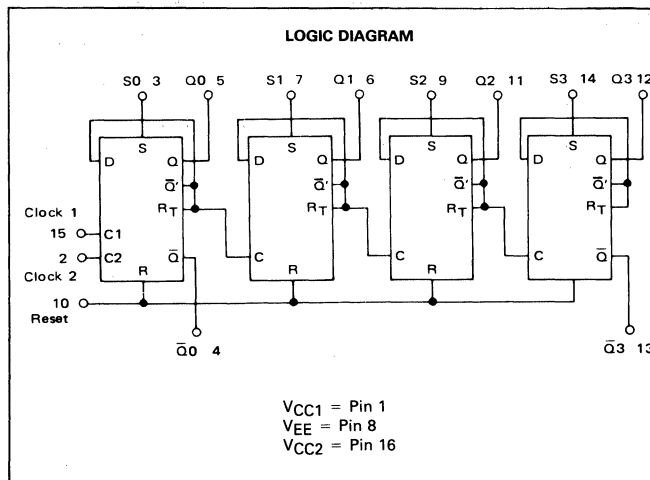 LOGIC DIAGRAM
S0 3 Q0 5 S1 7 Q1 6 S2 9 Q2 11 S3 14 Q3 12
S S S S
D Q D Q D Q D Q
Q̅' Q̅' Q̅' Q̅'
RT RT RT RT
Clock 1
15 C1
2 C2 Q̅ C C C Q̅
Clock 2
R R R R
10
Reset
Q̅0 4 Q̅3 13
VCC1 = Pin 1
VEE = Pin 8
VCC2 = Pin 16